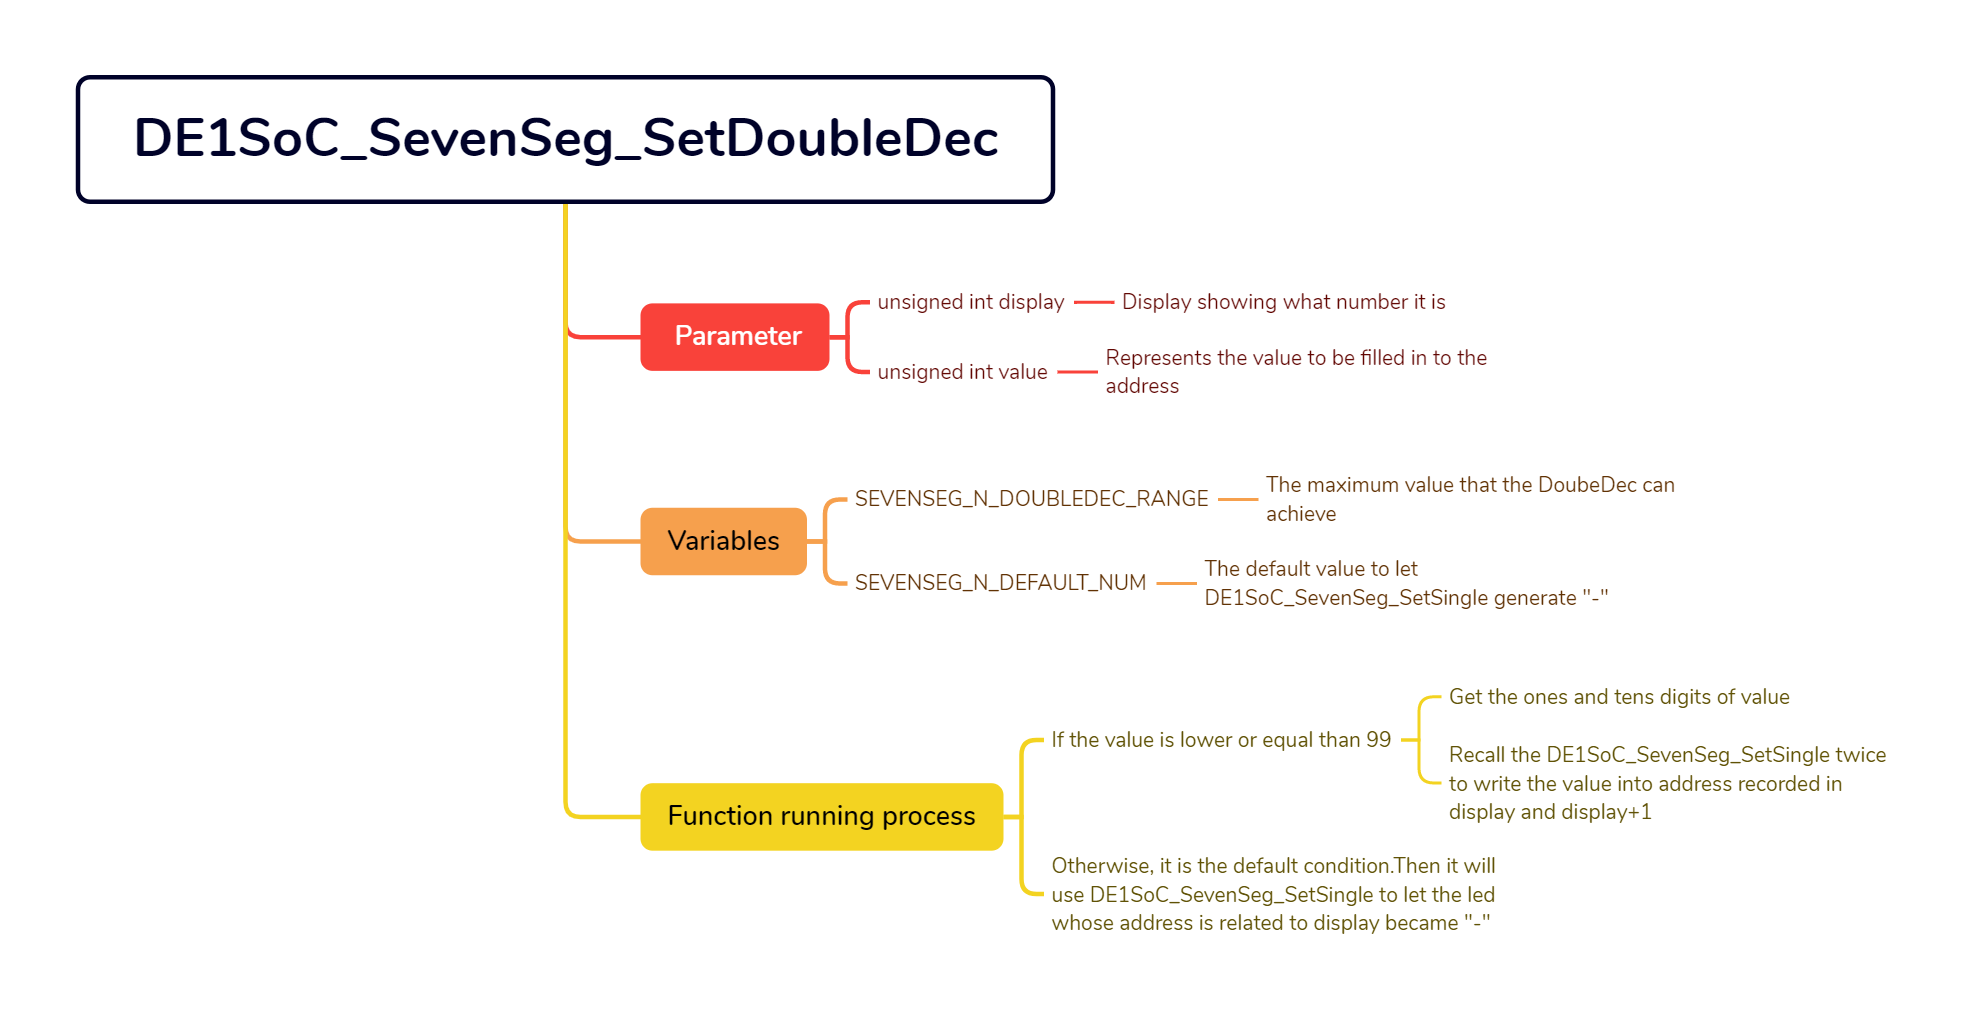 DE1SoC_SevenSeg_SetDoubleDec
Parameter
unsigned int display
Display showing what number it is
unsigned int value
Represents the value to be filled in to the
address
Variables
SEVENSEG_N_DOUBLEDEC_RANGE
The maximum value that the DoubeDec can
achieve
SEVENSEG_N_DEFAULT_NUM
The default value to let
DE1SoC_SevenSeg_SetSingle generate "-"
Function running process
If the value is lower or equal than 99
Get the ones and tens digits of value
Recall the DE1SoC_SevenSeg_SetSingle twice
to write the value into address recorded in
display and display+1
Otherwise, it is the default condition.Then it will
use DE1SoC_SevenSeg_SetSingle to let the led
whose address is related to display became "-"